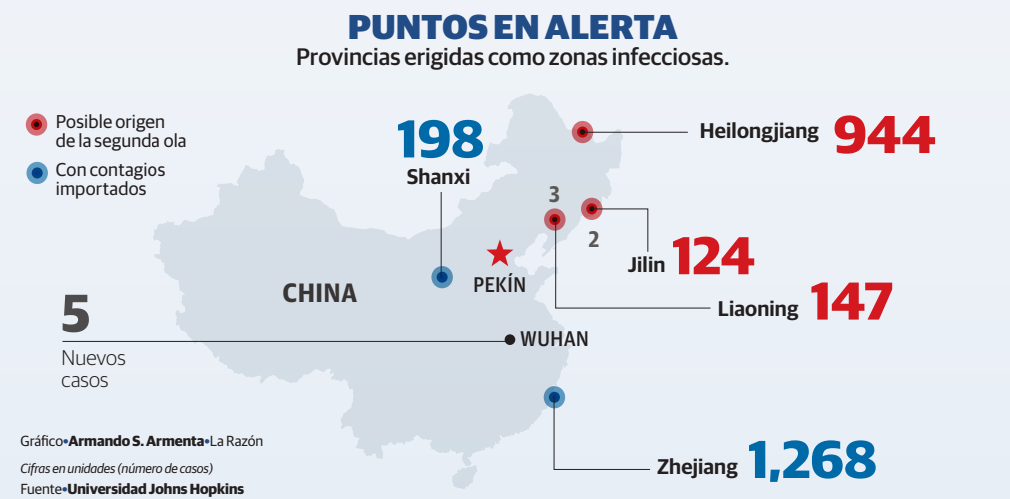 PUNTOS EN ALERTA
Provincias erigidas como zonas infecciosas.
Posible origen
de la segunda ola
Con contagios
importados
198
Shanxi
Heilongjiang 944
3
2
Jilin 124
PEKÍN
CHINA
Liaoning 147
5
Nuevos
casos
WUHAN
Zhejiang 1,268
Gráfico•Armando S. Armenta•La Razón
Cifras en unidades (número de casos)
Fuente•Universidad Johns Hopkins